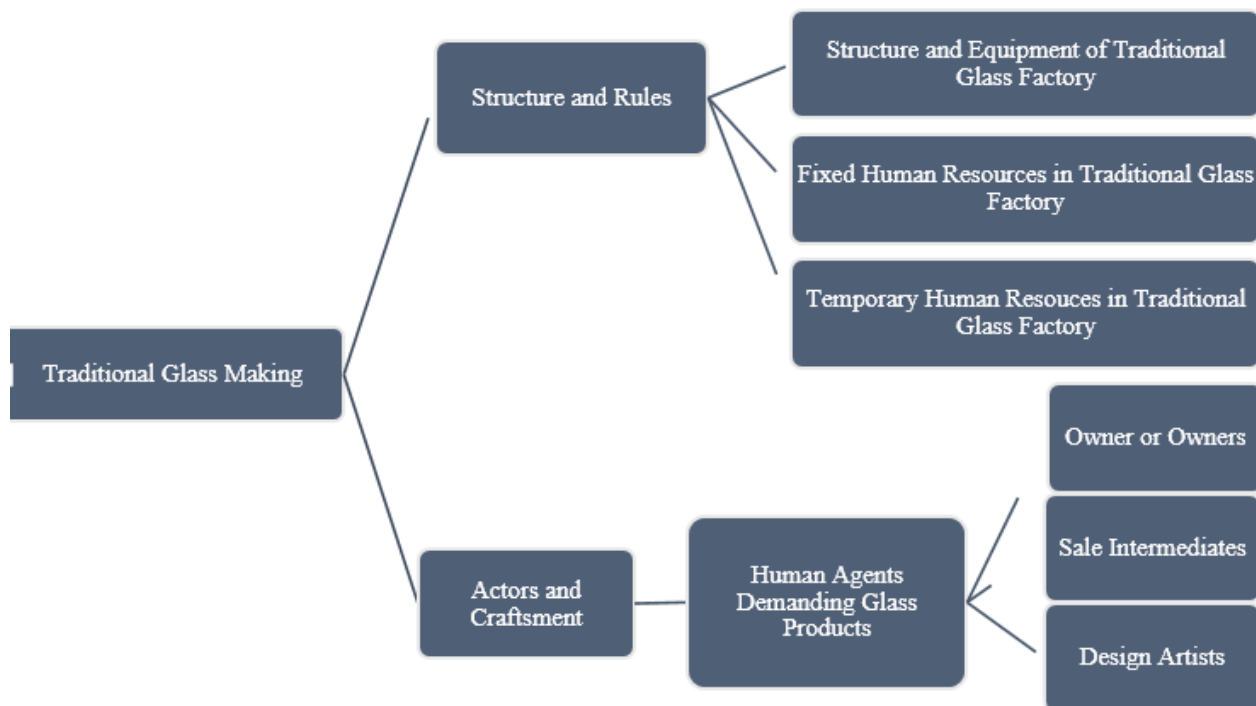 Structure and Equipment of Traditional
Glass Factory
Structure and Rules
Fixed Human Resources in Traditional Glass
Factory
Temporary Human Resouces in Traditional
Glass Factory
Traditional Glass Making
Owner or Owners
Sale Intermediates
Actors and
Craftsment
Human Agents
Demanding Glass
Products
Design Artists